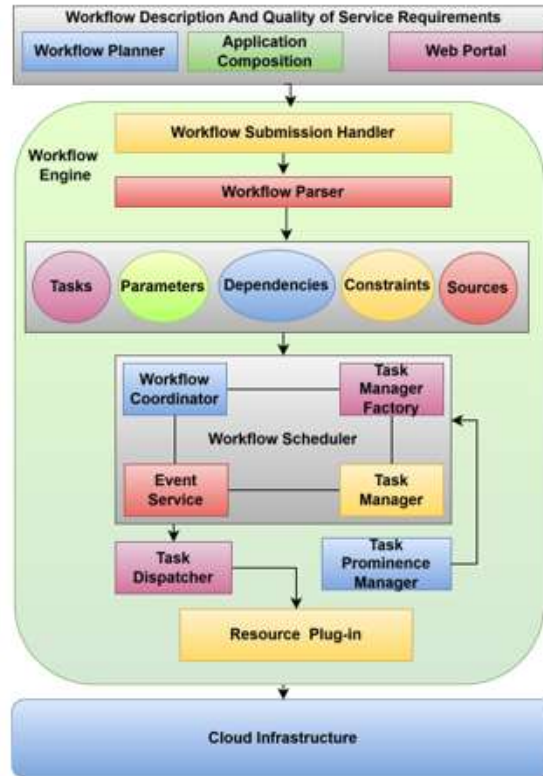 Workflow Description And Quality of Service Requirements
Workflow Planner
Application
Composition
Web Portal
Workflow
Engine
Workflow Submission Handler
Workflow Parser
Tasks
Parameters
Dependencies
Constraints
Sources
Workflow
Coordinator
Task
Manager
Factory
Workflow Scheduler
Event
Service
Task
Manager
Task
Dispatcher
Task
Prominence
Manager
Resource Plug-in
Cloud Infrastructure